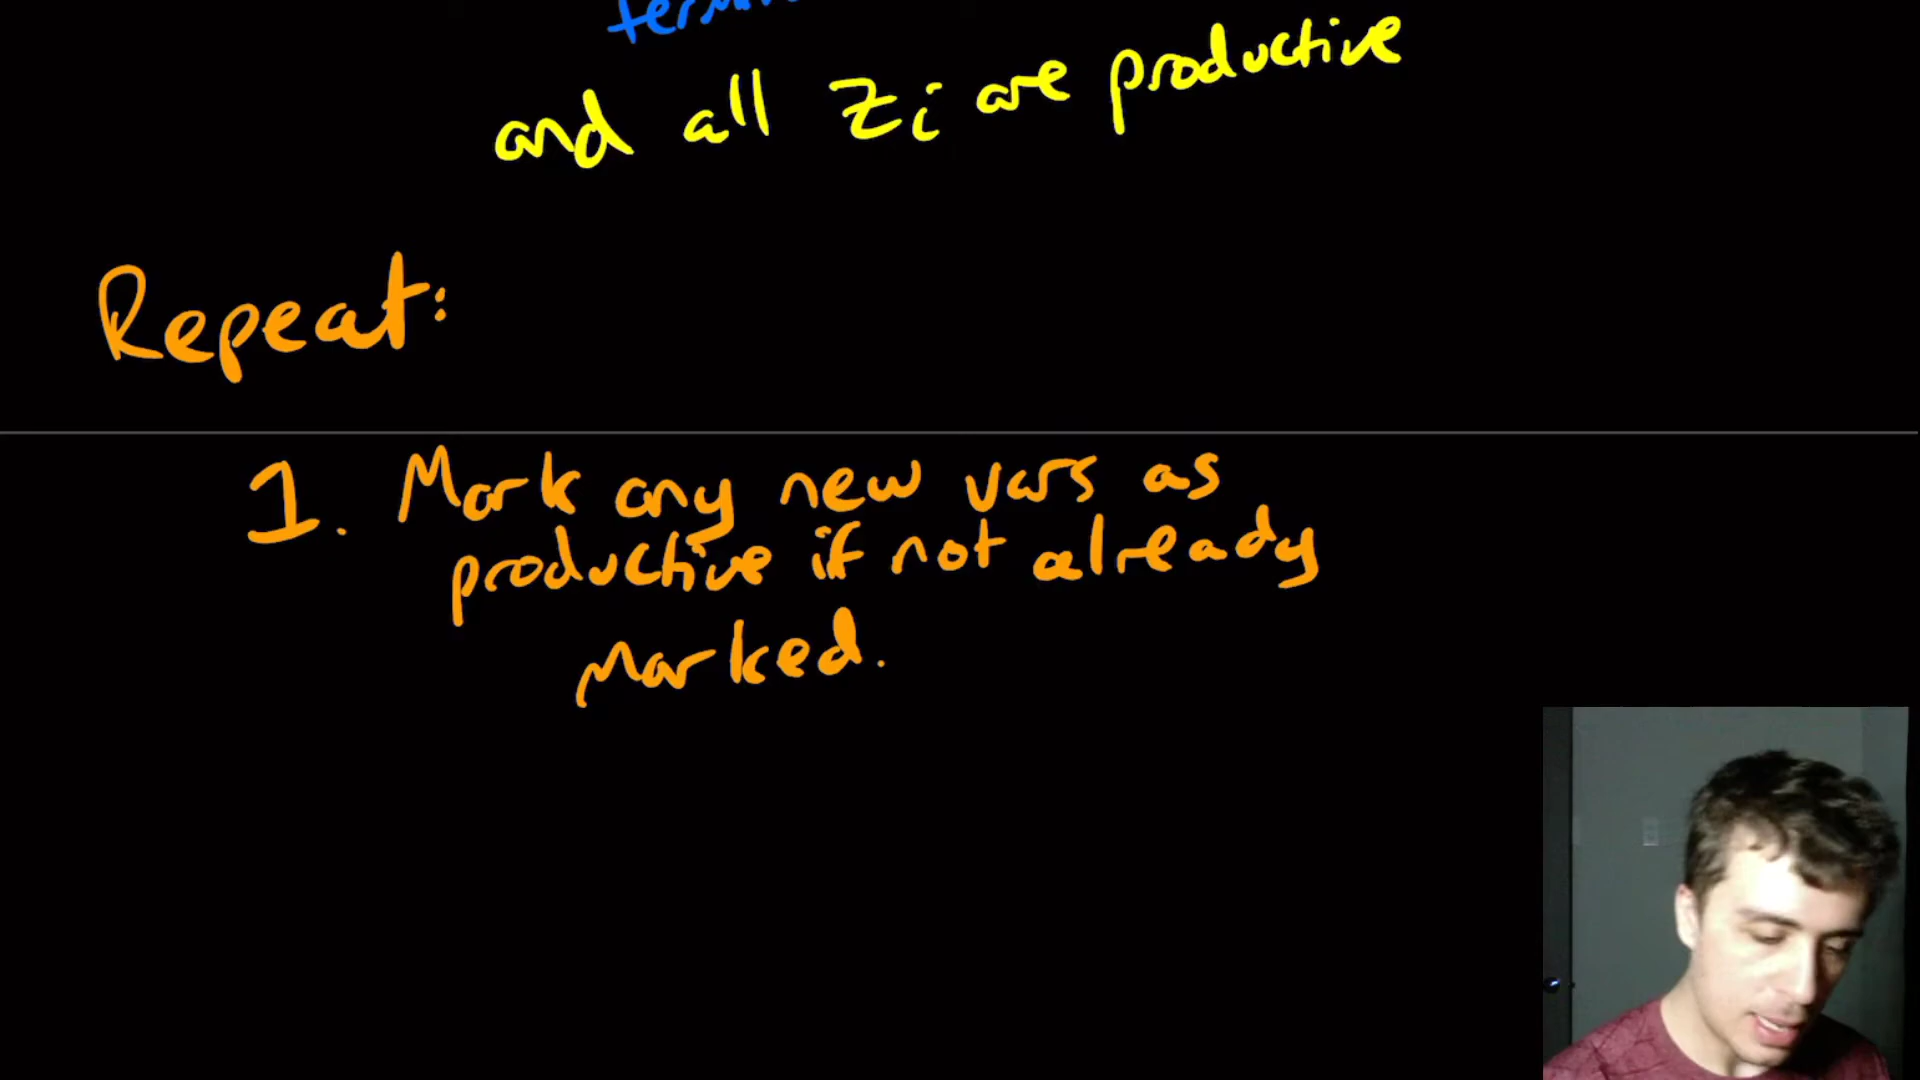 and all Zi are productive
Repeat:
1. Mark any new vars as
productive if not already
marked.